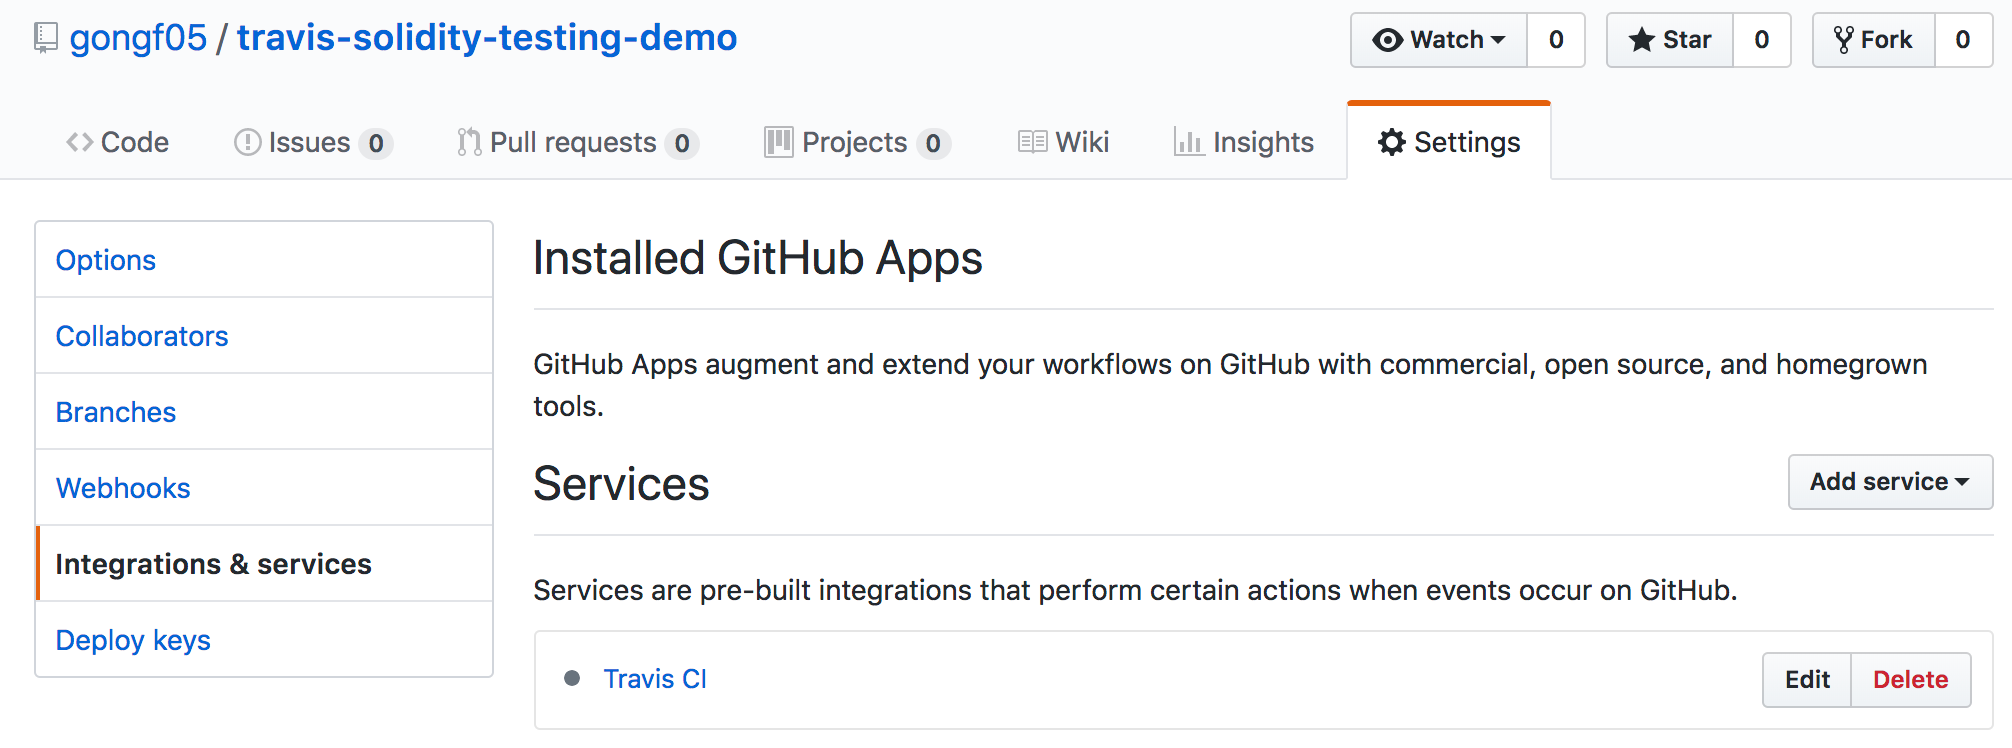 gongf05 / travis-solidity-testing-demo
Watch 0 Star 0 Fork 0
Code Issues 0 Pull requests 0 Projects 0 Wiki Insights Settings
Options
Collaborators
Branches
Webhooks
Integrations & services
Deploy keys
Installed GitHub Apps
GitHub Apps augment and extend your workflows on GitHub with commercial, open source, and homegrown
tools.
Services
Add service
Services are pre-built integrations that perform certain actions when events occur on GitHub.
Travis CI
Edit Delete